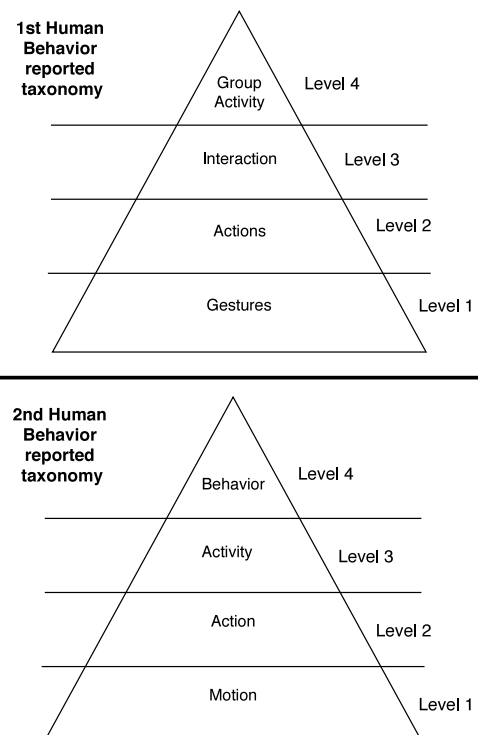 1st Human
Behavior
reported
taxonomy
Group
Activity
Level 4
Interaction
Level 3
Actions
Level 2
Gestures
Level 1
2nd Human
Behavior
reported
taxonomy
Behavior
Level 4
Activity
Level 3
Action
Level 2
Motion
Level 1